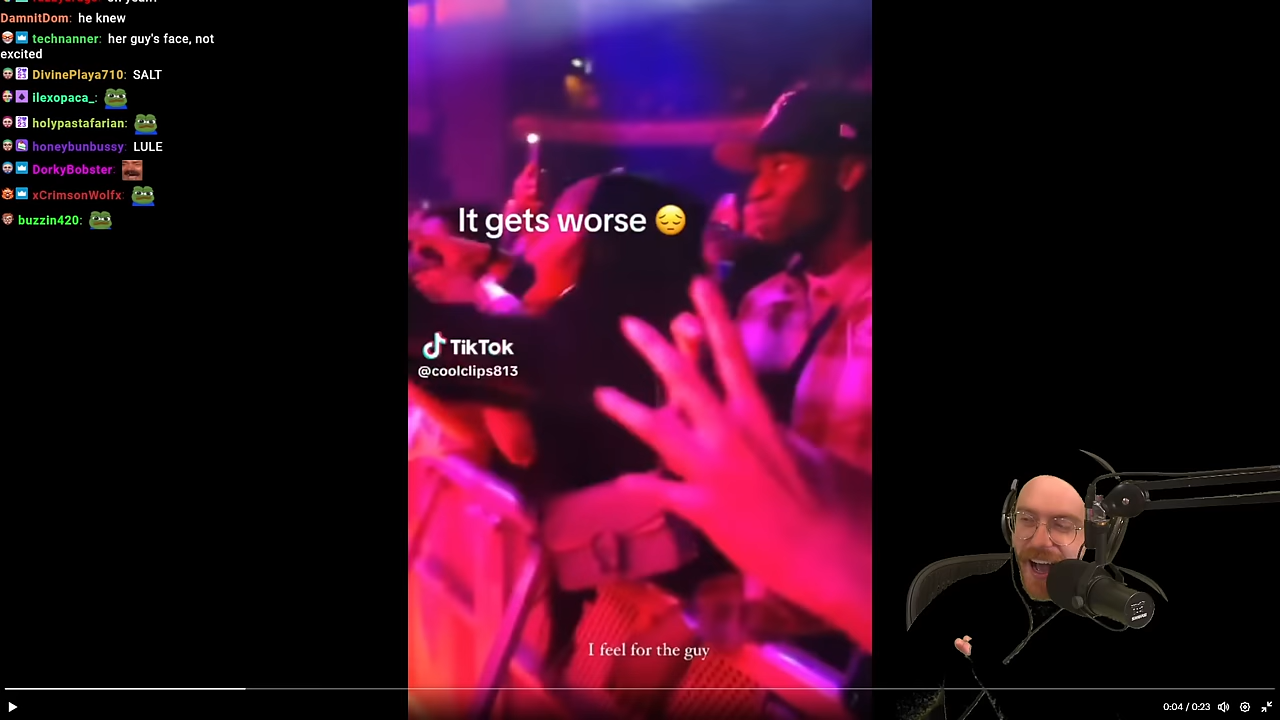 DamnitDom: he knew
technanner: her guy's face, not
excited
DivinePlaya710: SALT
ilexopaca_:
holypastafarian:
honeybunbussy: LULE
DorkyBobster:
xCrimsonWolfx:
buzzin420:
It gets worse 😔
TikTok
@coolclips813
I feel for the guy
0:04 / 0:23